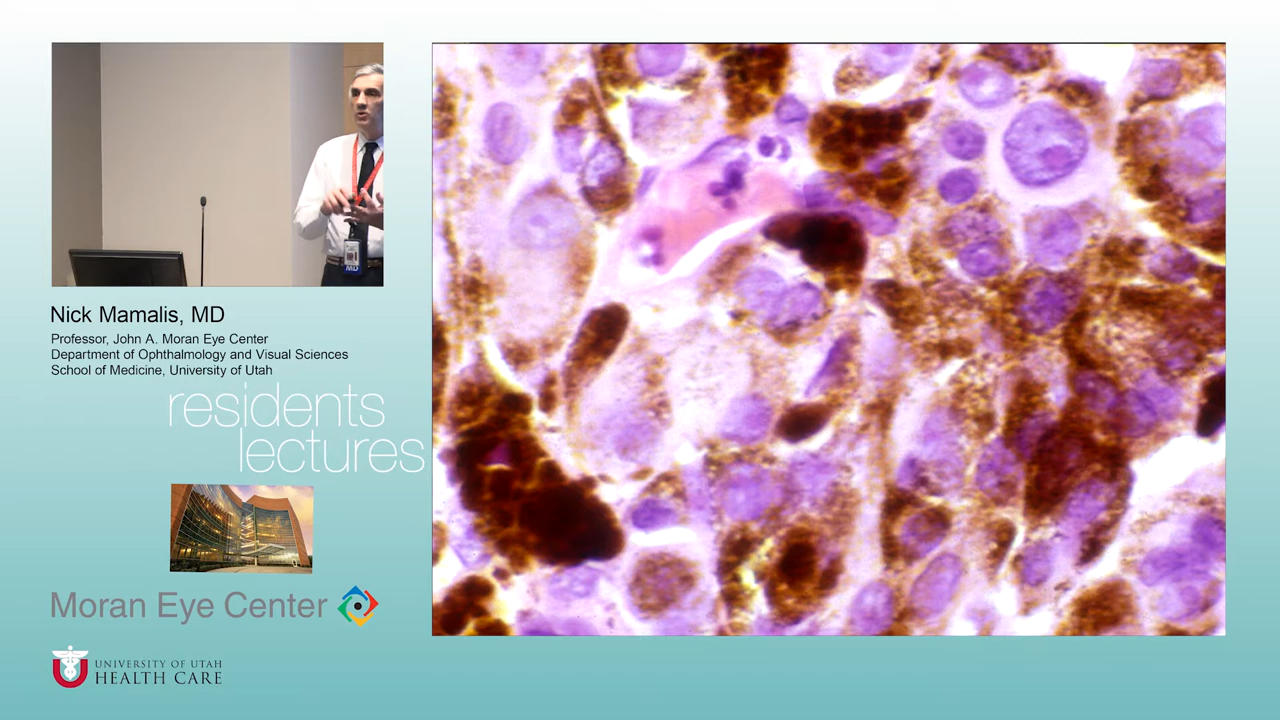 Nick Mamalis, MD
Professor, John A. Moran Eye Center
Department of Ophthalmology and Visual Sciences
School of Medicine, University of Utah
residents
lectures
Moran Eye Center
UNIVERSITY OF UTAH
HEALTH CARE
MD